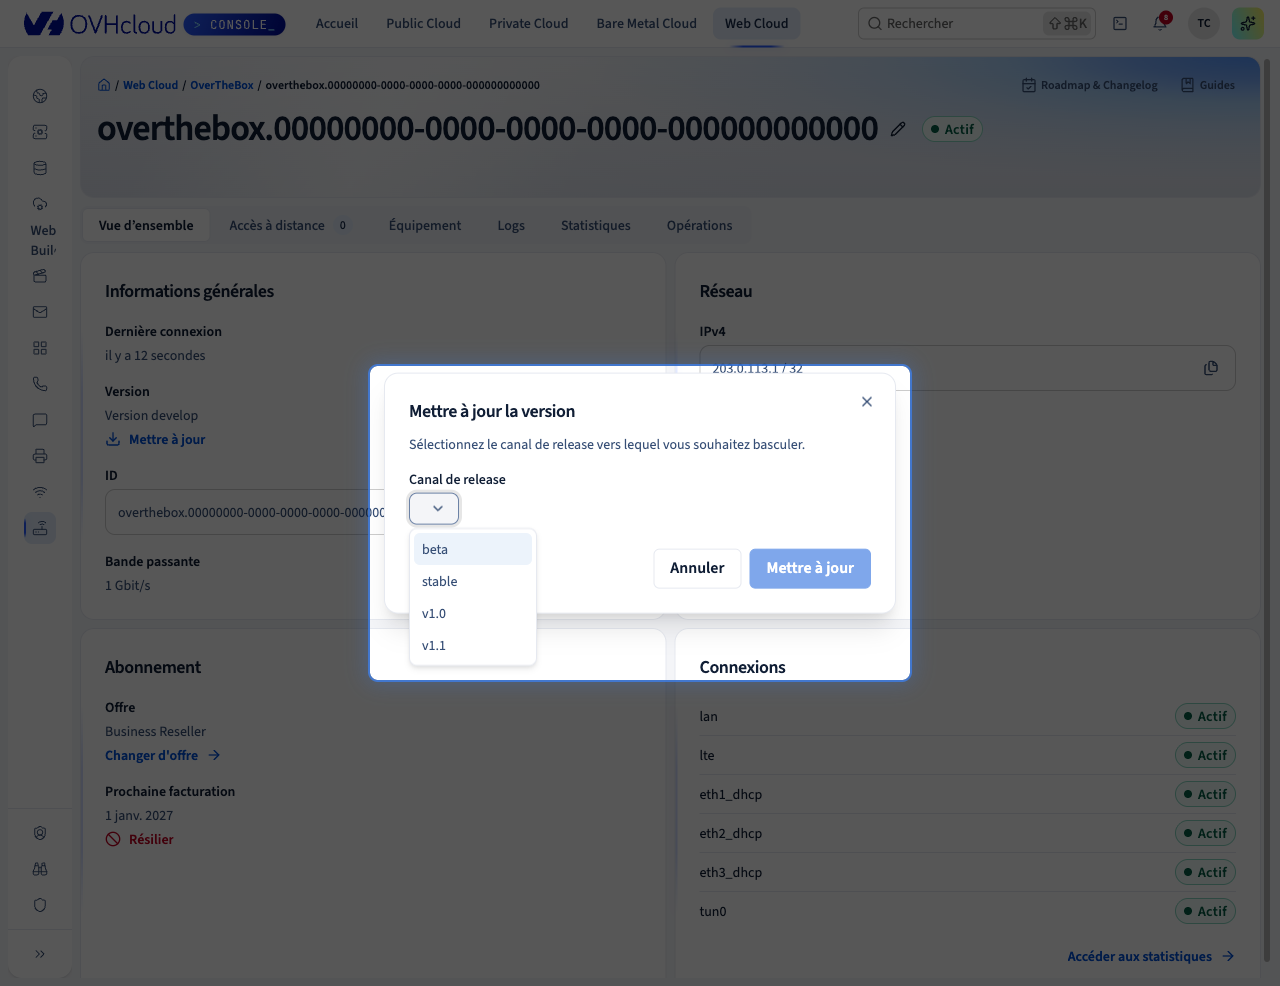 OVHcloud
> CONSOLE_
Accueil
Public Cloud
Private Cloud
Bare Metal Cloud
Web Cloud
Rechercher
⇧⌘K
8
TC
/ Web Cloud / OverTheBox / overthebox.00000000-0000-0000-0000-000000000000
Roadmap & Changelog
Guides
overthebox.00000000-0000-0000-0000-000000000000
Actif
Web
Buil
Vue d’ensemble
Accès à distance 0
Équipement
Logs
Statistiques
Opérations
Informations générales
Dernière connexion
il y a 12 secondes
Version
Version develop
Mettre à jour
ID
overthebox.00000000-0000-0000-0000-00000
Bande passante
1 Gbit/s
Réseau
IPv4
203.0.113.1 / 32
Mettre à jour la version
Sélectionnez le canal de release vers lequel vous souhaitez basculer.
Canal de release
beta
stable
v1.0
v1.1
Annuler
Mettre à jour
Abonnement
Offre
Business Reseller
Changer d'offre
Prochaine facturation
1 janv. 2027
Résilier
Connexions
lan Actif
lte Actif
eth1_dhcp Actif
eth2_dhcp Actif
eth3_dhcp Actif
tun0 Actif
Accéder aux statistiques